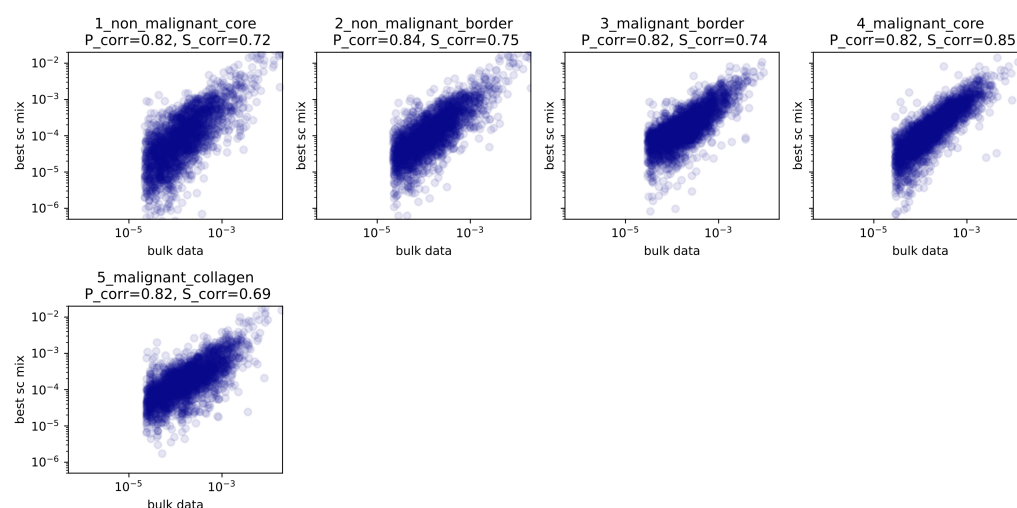 1_non_malignant_core
P_corr=0.82, S_corr=0.72
2_non_malignant_border
P_corr=0.84, S_corr=0.75
3_malignant_border
P_corr=0.82, S_corr=0.74
4_malignant_core
P_corr=0.82, S_corr=0.85
10⁻²
10⁻³
10⁻⁴
10⁻⁵
10⁻⁶
best sc mix
best sc mix
best sc mix
best sc mix
10⁻⁵ 10⁻³
10⁻⁵ 10⁻³
10⁻⁵ 10⁻³
10⁻⁵ 10⁻³
bulk data
bulk data
bulk data
bulk data
5_malignant_collagen
P_corr=0.82, S_corr=0.69
10⁻²
10⁻³
10⁻⁴
10⁻⁵
10⁻⁶
best sc mix
10⁻⁵ 10⁻³
bulk data